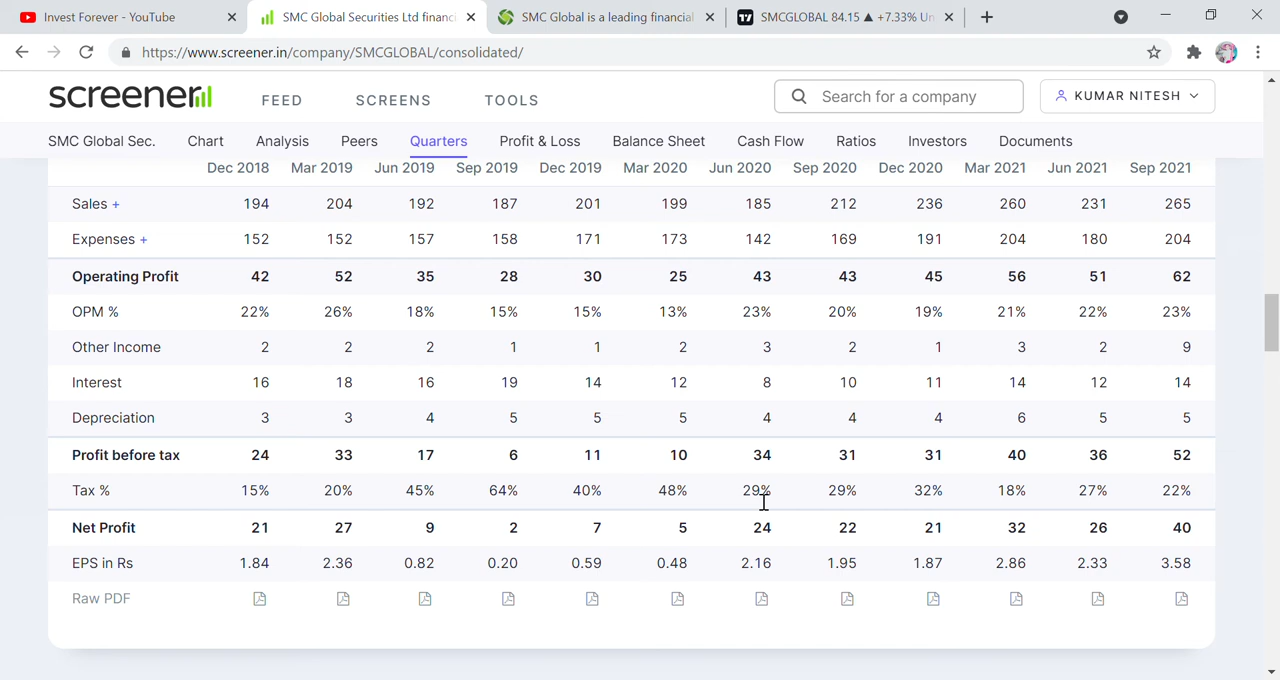 Invest Forever - YouTube
SMC Global Securities Ltd financi
SMC Global is a leading financial
SMCGLOBAL 84.15 ▲ +7.33% Un
https://www.screener.in/company/SMCGLOBAL/consolidated/
screener
FEED SCREENS TOOLS
Search for a company
KUMAR NITESH
SMC Global Sec. Chart Analysis Peers Quarters Profit & Loss Balance Sheet Cash Flow Ratios Investors Documents
Dec 2018 Mar 2019 Jun 2019 Sep 2019 Dec 2019 Mar 2020 Jun 2020 Sep 2020 Dec 2020 Mar 2021 Jun 2021 Sep 2021
Sales + 194 204 192 187 201 199 185 212 236 260 231 265
Expenses + 152 152 157 158 171 173 142 169 191 204 180 204
Operating Profit 42 52 35 28 30 25 43 43 45 56 51 62
OPM % 22% 26% 18% 15% 15% 13% 23% 20% 19% 21% 22% 23%
Other Income 2 2 2 1 1 2 3 2 1 3 2 9
Interest 16 18 16 19 14 12 8 10 11 14 12 14
Depreciation 3 3 4 5 5 5 4 4 4 6 5 5
Profit before tax 24 33 17 6 11 10 34 31 31 40 36 52
Tax % 15% 20% 45% 64% 40% 48% 29% 29% 32% 18% 27% 22%
Net Profit 21 27 9 2 7 5 24 22 21 32 26 40
EPS in Rs 1.84 2.36 0.82 0.20 0.59 0.48 2.16 1.95 1.87 2.86 2.33 3.58
Raw PDF